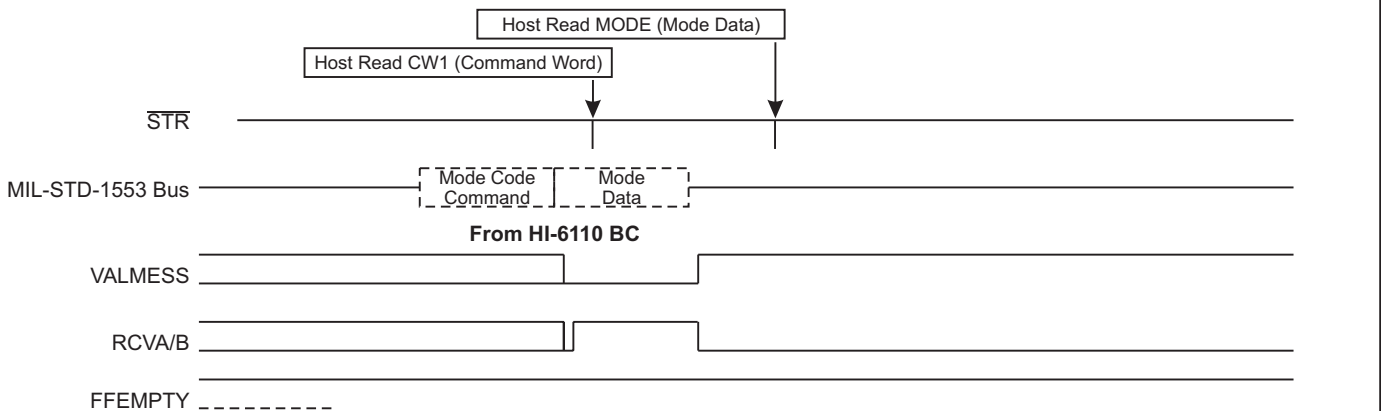 Host Read MODE (Mode Data)
Host Read CW1 (Command Word)
STR
MIL-STD-1553 Bus
Mode Code
Command
Mode
Data
From HI-6110 BC
VALMESS
RCVA/B
FFEMPTY